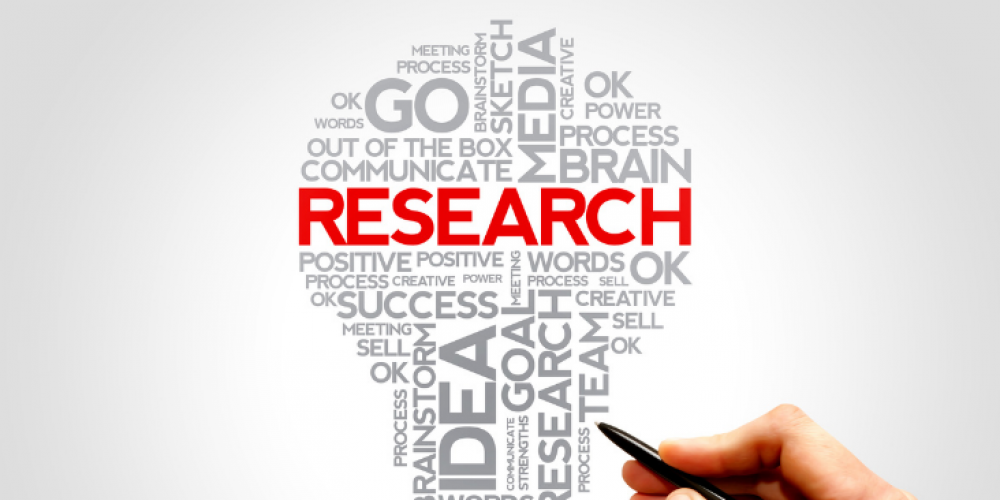 MEETING
PROCESS
BRAINSTORM
SKETCH
MEDIA
CREATIVE
OK
GO
WORDS
OK
POWER
PROCESS
OUT OF THE BOX
COMMUNICATE
BRAIN
RESEARCH
POSITIVE
POSITIVE
MEETING
WORDS
OK
PROCESS
CREATIVE
POWER
PROCESS
SELL
OK
SUCCESS
CREATIVE
MEETING
SELL
SELL
OK
OK
PROCESS
BRAINSTORM
IDEA
GOAL
COMMUNICATE
STRENGTHS
RESEARCH
TEAM
PROCESS
WORDS